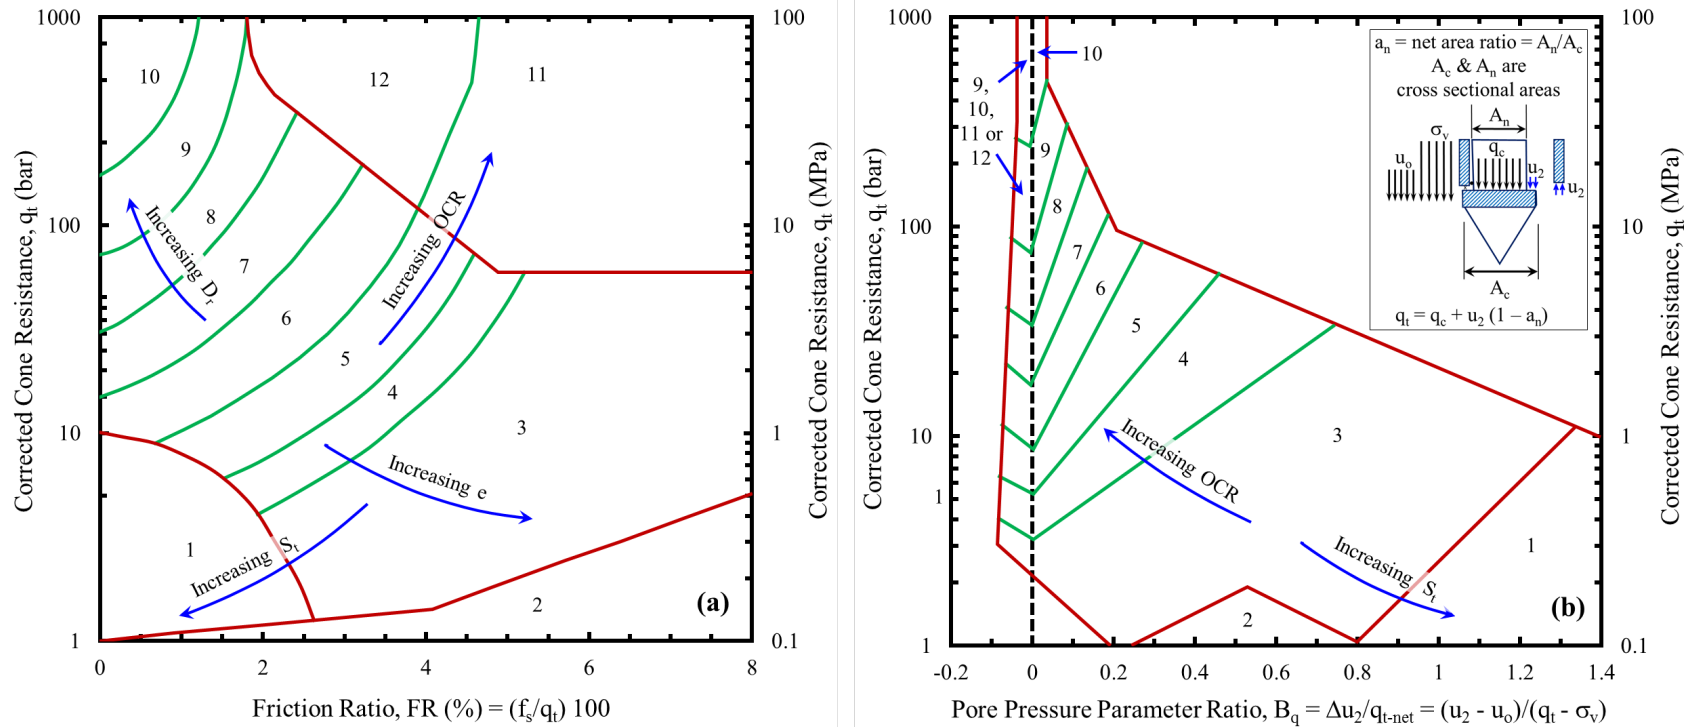 1000
100
10
1
Corrected Cone Resistance, qt (bar)
100
10
1
0.1
Corrected Cone Resistance, qt (MPa)
0
2
4
6
8
Friction Ratio, FR (%) = (fs/qt) 100
10
12
11
9
8
7
6
5
4
3
1
2
Increasing Dr
Increasing OCR
Increasing e
Increasing St
(a)
1000
100
10
1
1
Corrected Cone Resistance, qt (bar)
100
10
1
0.1
Corrected Cone Resistance, qt (MPa)
-0.2
0
0.2
0.4
0.6
0.8
1
1.2
1.4
Pore Pressure Parameter Ratio, Bq = Δu2/qt-net = (u2 - uo)/(qt - σv)
10
9,
10,
11 or
12
9
8
7
6
5
4
3
1
2
Increasing OCR
Increasing St
(b)
an = net area ratio = An/Ac
Ac & An are
cross sectional areas
An
σv
qc
uo
u2
u2
Ac
qt = qc + u2 (1 – an)